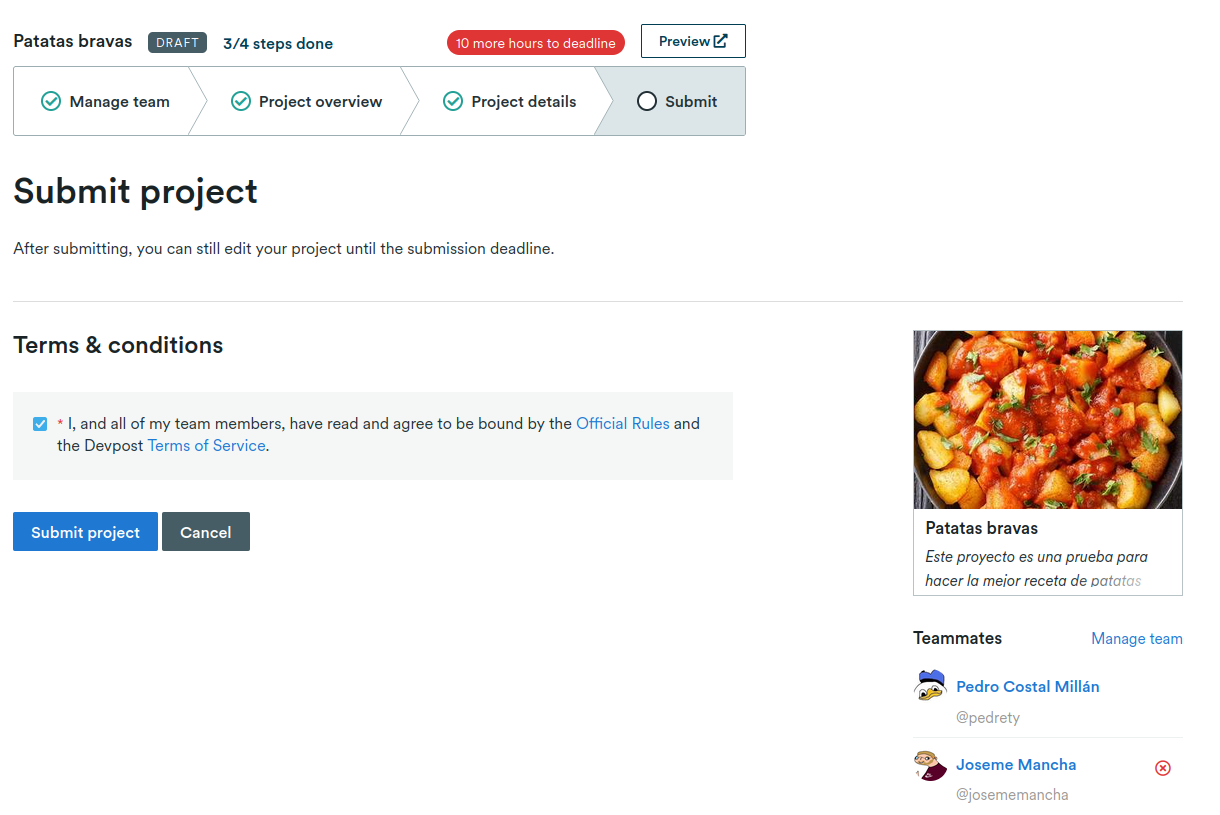 Patatas bravas DRAFT 3/4 steps done 10 more hours to deadline Preview
Manage team Project overview Project details Submit
Submit project
After submitting, you can still edit your project until the submission deadline.
Terms & conditions
* I, and all of my team members, have read and agree to be bound by the Official Rules and
the Devpost Terms of Service.
Submit project Cancel
Patatas bravas
Este proyecto es una prueba para
hacer la mejor receta de patatas
Teammates Manage team
Pedro Costal Millán
@pedrety
Joseme Mancha
@josememancha